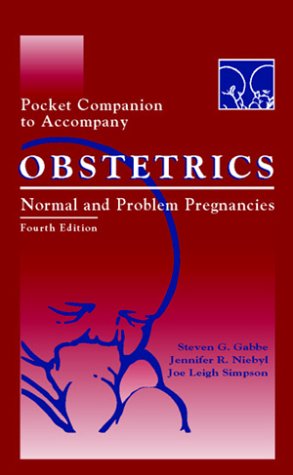 Pocket Companion
to Accompany
OBSTETRICS
Normal and Problem Pregnancies
Fourth Edition
Steven G. Gabbe
Jennifer R. Niebyl
Joe Leigh Simpson